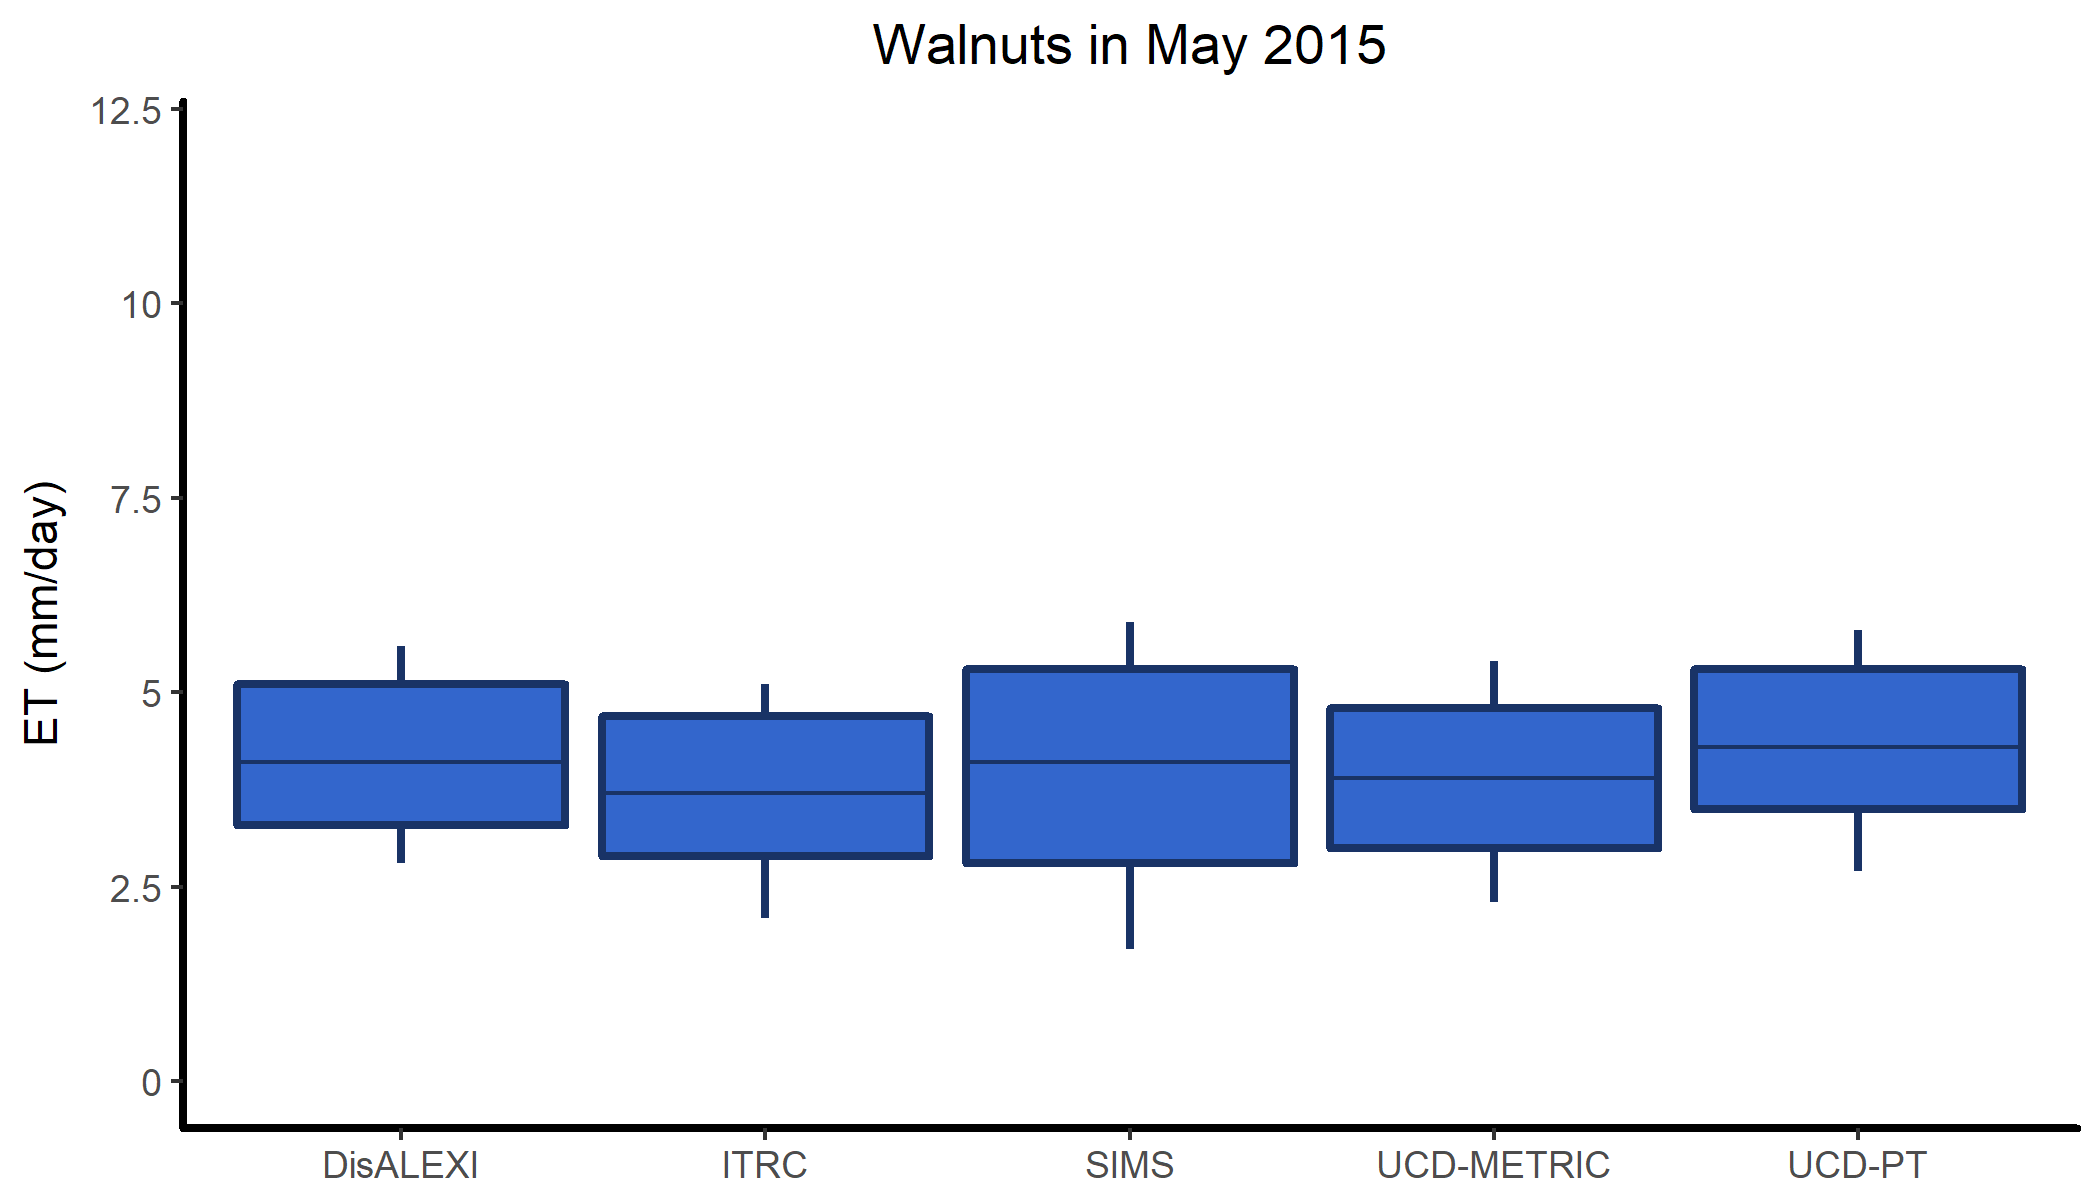 Walnuts in May 2015
ET (mm/day)
12.5
10
7.5
5
2.5
0
DisALEXI
ITRC
SIMS
UCD-METRIC
UCD-PT